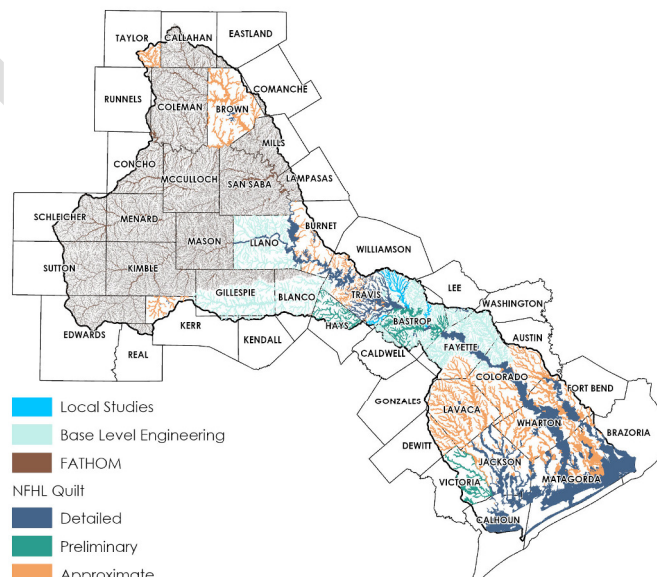 TAYLOR
CALLAHAN
EASTLAND
RUNNELS
COLEMAN
BROWN
COMANCHE
MILLS
CONCHO
MCCULLOCH
SAN SABA
LAMPASAS
SCHLEICHER
MENARD
MASON
LLANO
BURNET
WILLIAMSON
SUTTON
KIMBLE
GILLESPIE
BLANCO
TRAVIS
LEE
WASHINGTON
EDWARDS
REAL
KERR
KENDALL
HAYS
BASTROP
FAYETTE
AUSTIN
CALDWELL
COLORADO
FORT BEND
GONZALES
LAVACA
WHARTON
BRAZORIA
DEWITT
JACKSON
VICTORIA
MATAGORDA
CALHOUN
Local Studies
Base Level Engineering
FATHOM
NFHL Quilt
Detailed
Preliminary
Approximate